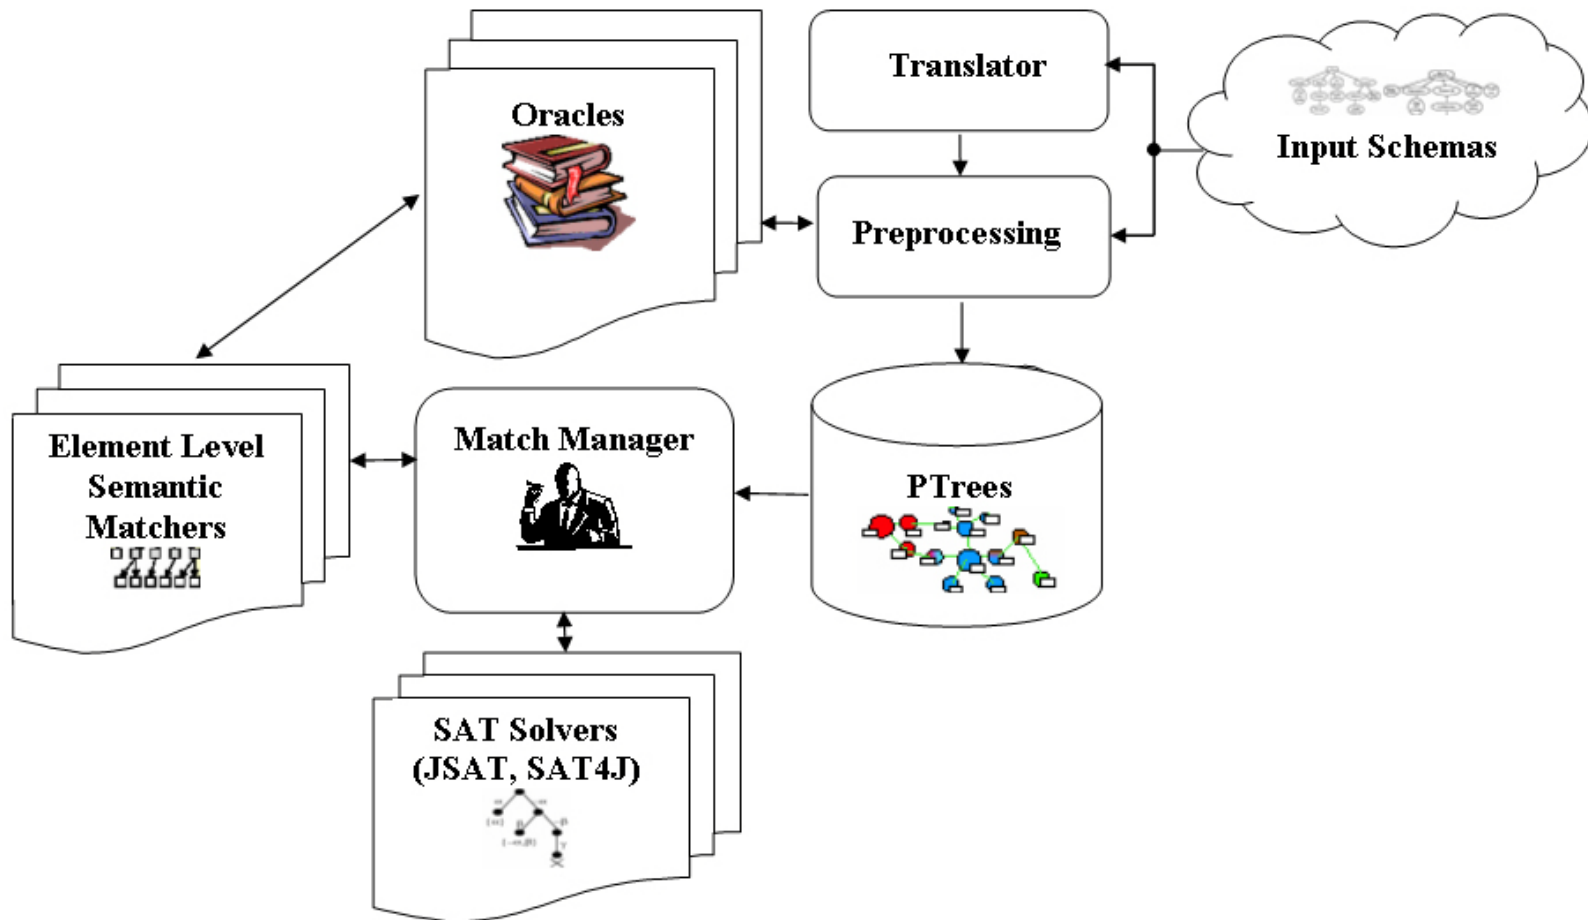 Translator
Oracles
Input Schemas
Preprocessing
Element Level
Semantic
Matchers
Match Manager
PTrees
SAT Solvers
(JSAT, SAT4J)